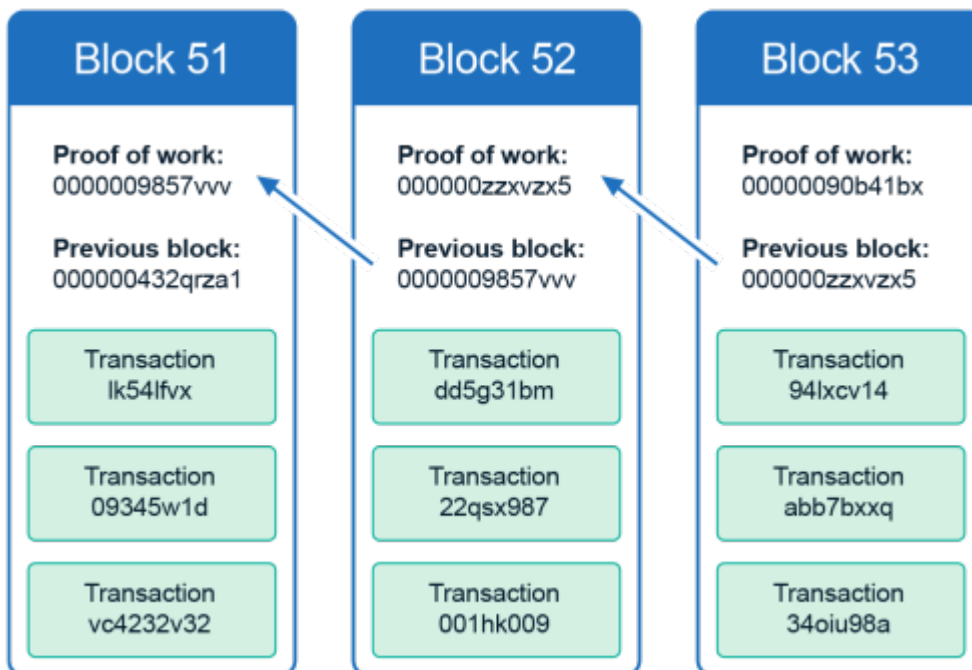 Block 51
Proof of work:
0000009857vvv
Previous block:
000000432qrza1
Transaction
lk54lfvx
Transaction
09345w1d
Transaction
vc4232v32
Block 52
Proof of work:
000000zzxvzx5
Previous block:
0000009857vvv
Transaction
dd5g31bm
Transaction
22qsx987
Transaction
001hk009
Block 53
Proof of work:
00000090b41bx
Previous block:
000000zzxvzx5
Transaction
94lxcv14
Transaction
abb7bxxq
Transaction
34oiu98a